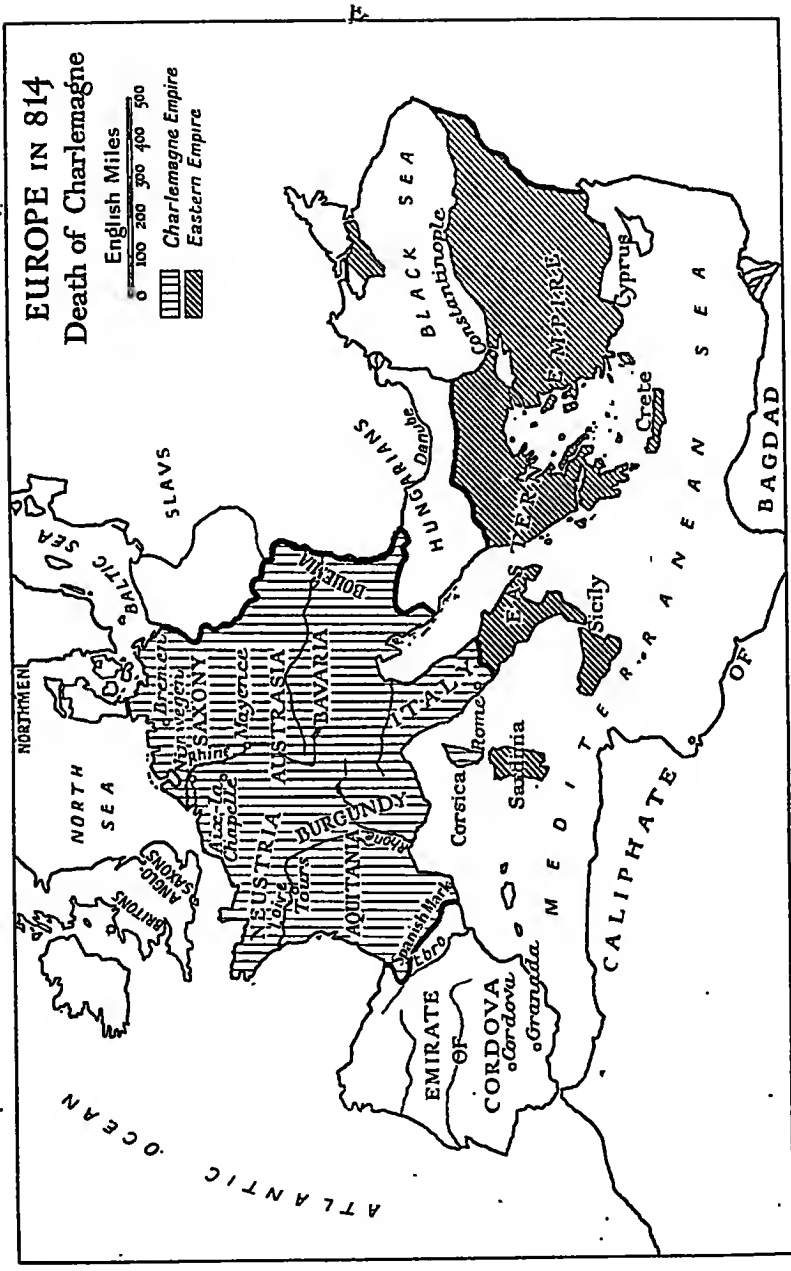 EUROPE IN 814
Death of Charlemagne
English Miles
0 100 200 300 400 500
Charlemagne Empire
Eastern Empire
ATLANTIC OCEAN
NORTH
SEA
NORTHMEN
BALTIC
SEA
SLAVS
BRITONS
ANGLO-
SAXONS
Bremen
Nimwegen
SAXONY
Rhine
Mayence
Aix-la
Chapelle
AUSTRASIA
BAVARIA
BOHEMIA
NEUSTRIA
Loire
Tours
BURGUNDY
AQUITANIA
Rhone
Spanish Mark
Ebro
ITALY
Rome
Corsica
Sardinia
Sicily
HUNGARIANS
Danube
BLACK SEA
Constantinople
EASTERN EMPIRE
Crete
Cyprus
EMIRATE
OF
CORDOVA
Cordova
Granada
MEDITERRANEAN SEA
CALIPHATE OF BAGDAD